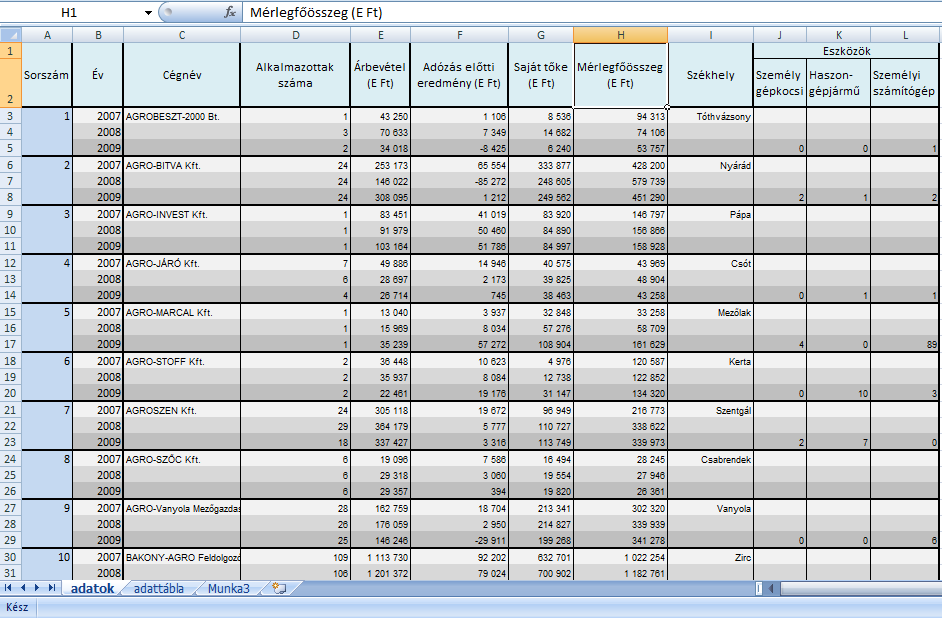 H1 fx Mérlegfőösszeg (E Ft)
A B C D E F G H I J K L
1 Sorszám Év Cégnév Alkalmazottak száma Árbevétel (E Ft) Adózás előtti eredmény (E Ft) Saját tőke (E Ft) Mérlegfőösszeg (E Ft) Székhely Eszközök
2 Személy gépkocsi Haszon- gépjármű Személyi számítógép
3 1 2007 AGROBESZT-2000 Bt. 1 43 250 1 106 8 536 94 313 Tóthvázsony
4 2008 3 70 633 7 349 14 682 74 106
5 2009 2 34 018 -8 425 6 240 53 757 0 0 1
6 2 2007 AGRO-BITVA Kft. 24 253 173 65 554 333 877 428 200 Nyárád
7 2008 24 146 022 -85 272 248 605 579 739
8 2009 24 308 095 1 212 249 562 451 290 2 1 2
9 3 2007 AGRO-INVEST Kft. 1 83 451 41 019 83 920 146 797 Pápa
10 2008 1 91 979 50 460 84 890 156 866
11 2009 1 103 164 51 786 84 997 158 928
12 4 2007 AGRO-JÁRÓ Kft. 7 49 886 14 946 40 575 43 969 Csót
13 2008 6 28 697 2 173 39 825 48 904
14 2009 4 26 714 745 38 463 43 258 0 1 1
15 5 2007 AGRO-MARCAL Kft. 1 13 040 3 937 32 848 33 258 Mezőlak
16 2008 1 15 969 8 034 57 276 58 709
17 2009 1 35 239 57 272 108 904 161 629 4 0 89
18 6 2007 AGRO-STOFF Kft. 2 36 448 10 623 4 976 120 587 Kerta
19 2008 2 35 937 8 084 12 738 122 852
20 2009 2 22 461 19 176 31 147 134 320 0 10 3
21 7 2007 AGROSZEN Kft. 24 305 118 19 672 96 949 216 773 Szentgál
22 2008 29 364 179 5 777 110 727 338 622
23 2009 18 337 427 3 316 113 749 339 973 2 7 0
24 8 2007 AGRO-SZŐC Kft. 6 19 096 7 586 16 494 28 245 Csabrendek
25 2008 6 29 318 3 060 19 554 27 946
26 2009 6 29 357 394 19 820 26 361
27 9 2007 AGRO-Vanyola Mezőgazdas 28 162 759 18 704 213 341 302 320 Vanyola
28 2008 26 176 059 2 950 214 827 339 939
29 2009 25 146 246 -29 911 199 268 341 278 0 0 6
30 10 2007 BAKONY-AGRO Feldolgozó 109 1 113 730 92 202 632 701 1 022 254 Zirc
31 2008 106 1 201 372 79 024 700 902 1 182 761
adatok adattábla Munka3
Kész